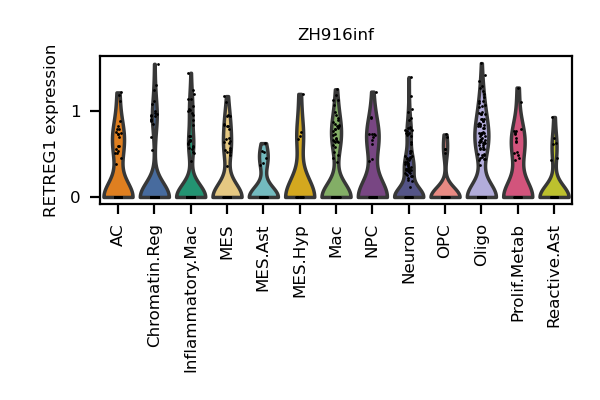 ZH916inf
RETREG1 expression
1
0
AC
Chromatin.Reg
Inflammatory.Mac
MES
MES.Ast
MES.Hyp
Mac
NPC
Neuron
OPC
Oligo
Prolif.Metab
Reactive.Ast